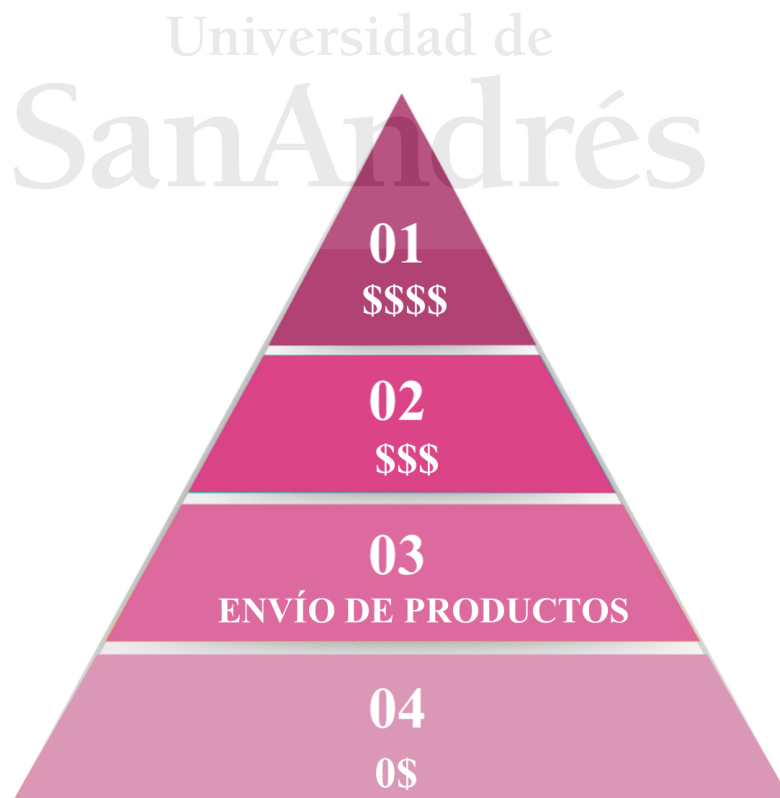 Universidad de
SanAndrés
01
$$$$
02
$$$
03
ENVÍO DE PRODUCTOS
04
0$